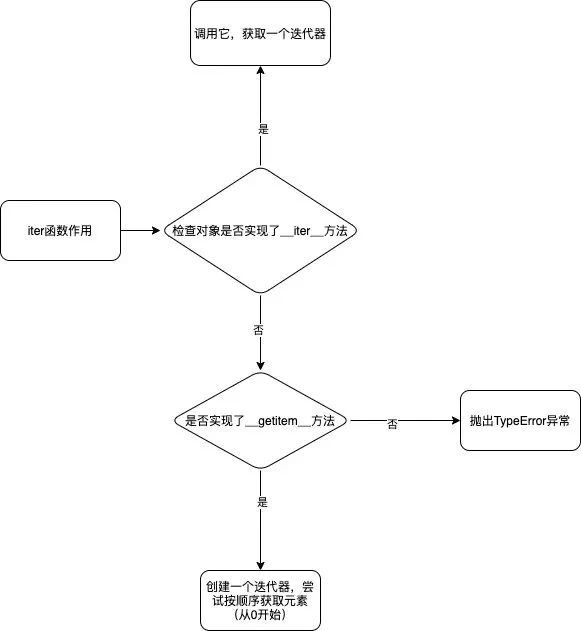 调用它，获取一个迭代器
是
iter函数作用
检查对象是否实现了__iter__方法
否
是否实现了__getitem__方法
否
抛出TypeError异常
是
创建一个迭代器，尝
试按顺序获取元素
（从0开始）